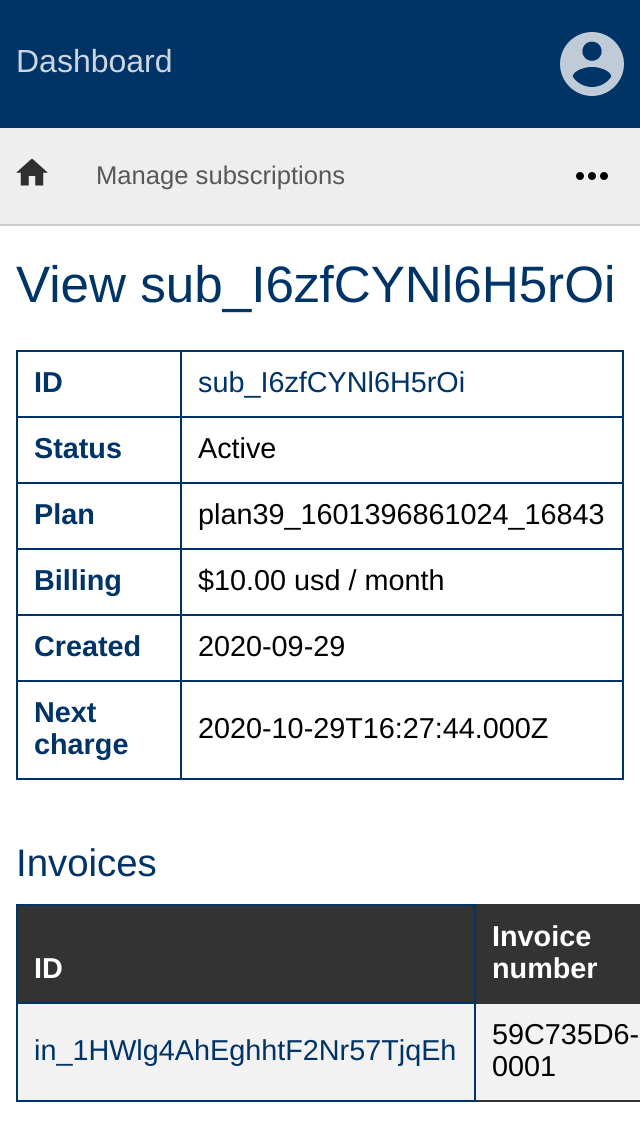 Dashboard
Manage subscriptions
View sub_I6zfCYNl6H5rOi
ID sub_I6zfCYNl6H5rOi
Status Active
Plan plan39_1601396861024_16843
Billing $10.00 usd / month
Created 2020-09-29
Next charge 2020-10-29T16:27:44.000Z
Invoices
ID Invoice number
in_1HWlg4AhEghhtF2Nr57TjqEh 59C735D6-0001